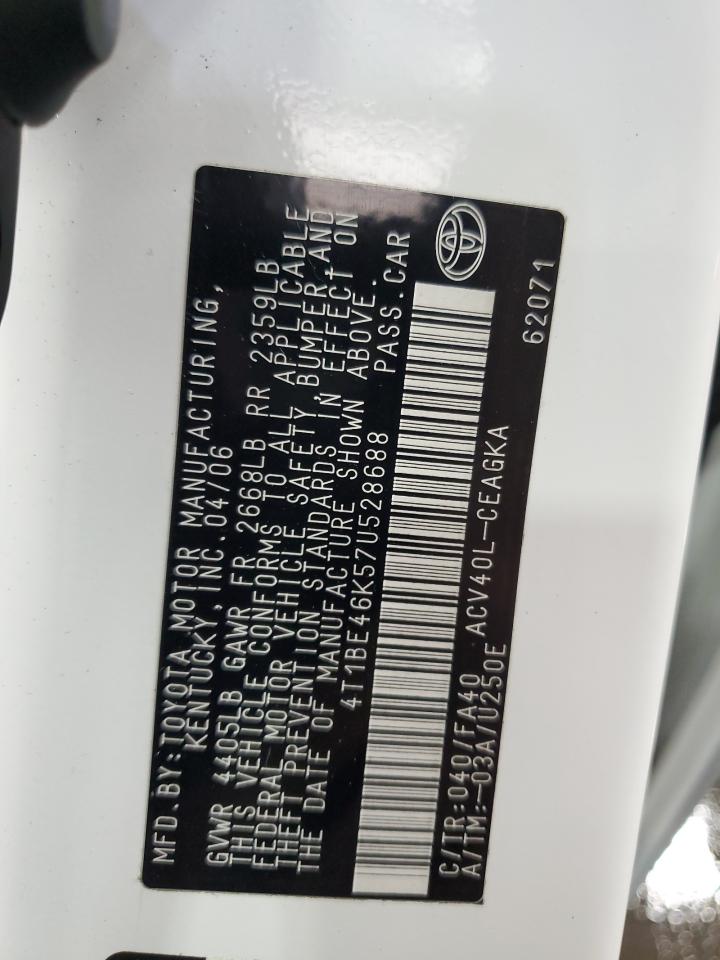 MFD.BY:TOYOTA MOTOR MANUFACTURING,
KENTUCKY,INC.04/06
GVWR 4405LB GAWR FR 2668LB RR 2359LB
THIS VEHICLE CONFORMS TO ALL APPLICABLE
FEDERAL MOTOR VEHICLE SAFETY, BUMPER,AND
THEFT PREVENTION STANDARDS IN EFFECT ON
THE DATE OF MANUFACTURE SHOWN ABOVE.
4T1BE46K57U528688 PASS.CAR
C/TR:040/FA40 ACV40L-CEAGKA
A/TM:-03A/U250E 62071